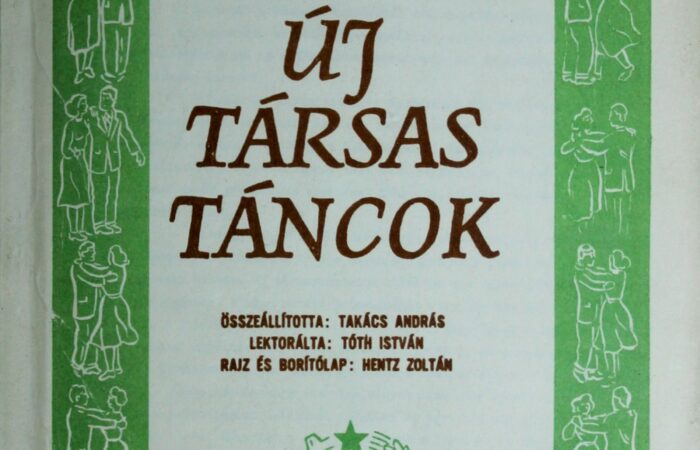 ÚJ
TÁRSAS
TÁNCOK
ÖSSZEÁLLÍTOTTA: TAKÁCS ANDRÁS
LEKTORÁLTA: TÓTH ISTVÁN
RAJZ ÉS BORÍTÓLAP: HENTZ ZOLTÁN